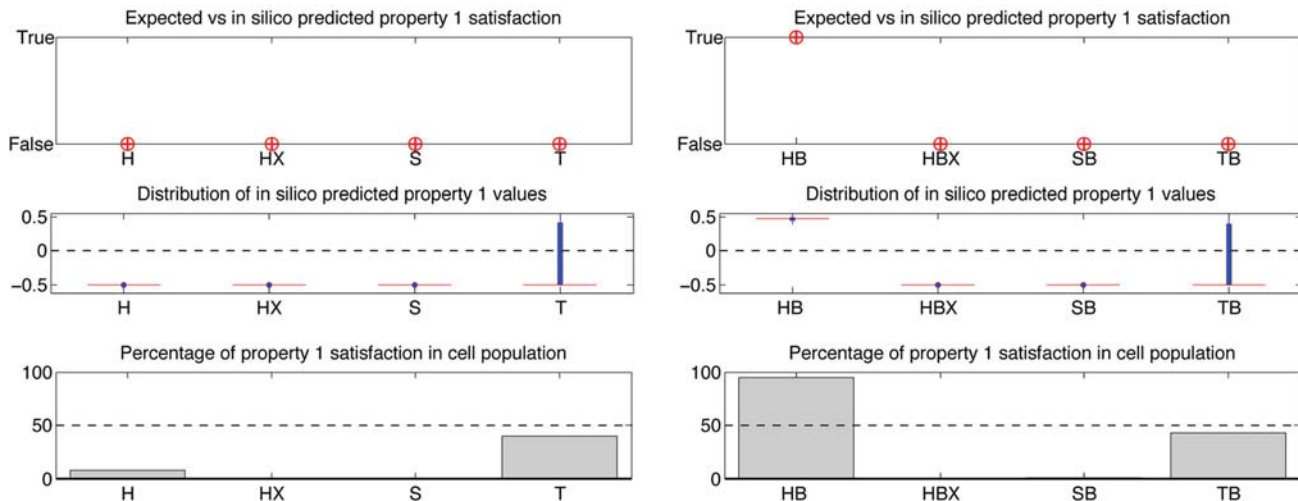 Expected vs in silico predicted property 1 satisfaction
True
False
H HX S T
Distribution of in silico predicted property 1 values
0.5
0
−0.5
H HX S T
Percentage of property 1 satisfaction in cell population
100
50
0
H HX S T
Expected vs in silico predicted property 1 satisfaction
True
False
HB HBX SB TB
Distribution of in silico predicted property 1 values
0.5
0
−0.5
HB HBX SB TB
Percentage of property 1 satisfaction in cell population
100
50
0
HB HBX SB TB